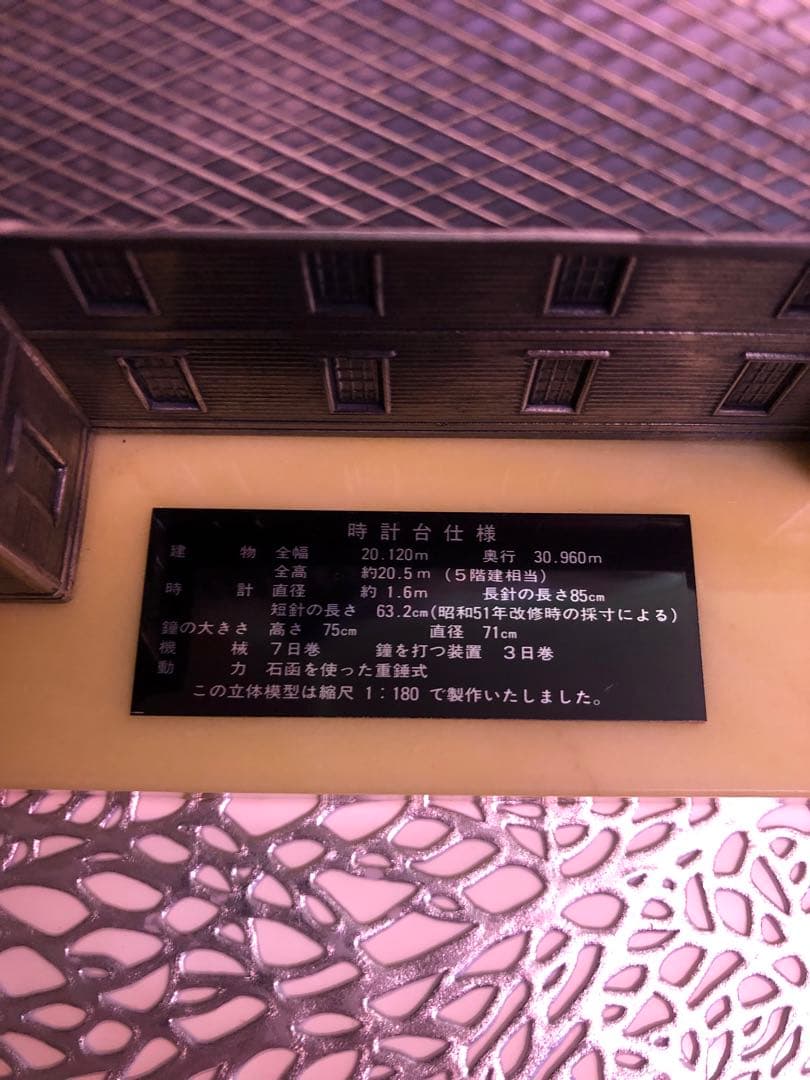 時計台仕様
建物 全幅 20.120m 奥行 30.960m
全高 約20.5m (5階建相当)
時計 直径 約1.6m 長針の長さ85cm
短針の長さ 63.2cm(昭和51年改修時の採寸による)
鐘の大きさ 高さ 75cm 直径 71cm
機械 7日巻 鐘を打つ装置 3日巻
動力 石函を使った重錘式
この立体模型は縮尺 1:180 で製作いたしました。